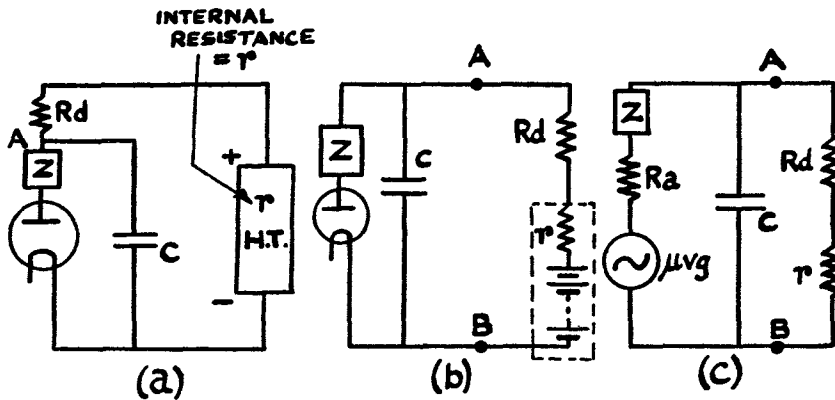 INTERNAL
RESISTANCE
= r
Rd
A
Z
C
+
r
H.T.
-
(a)
A
Z
C
Rd
r
B
(b)
A
Z
Ra
C
Rd
μvg
r
B
(c)